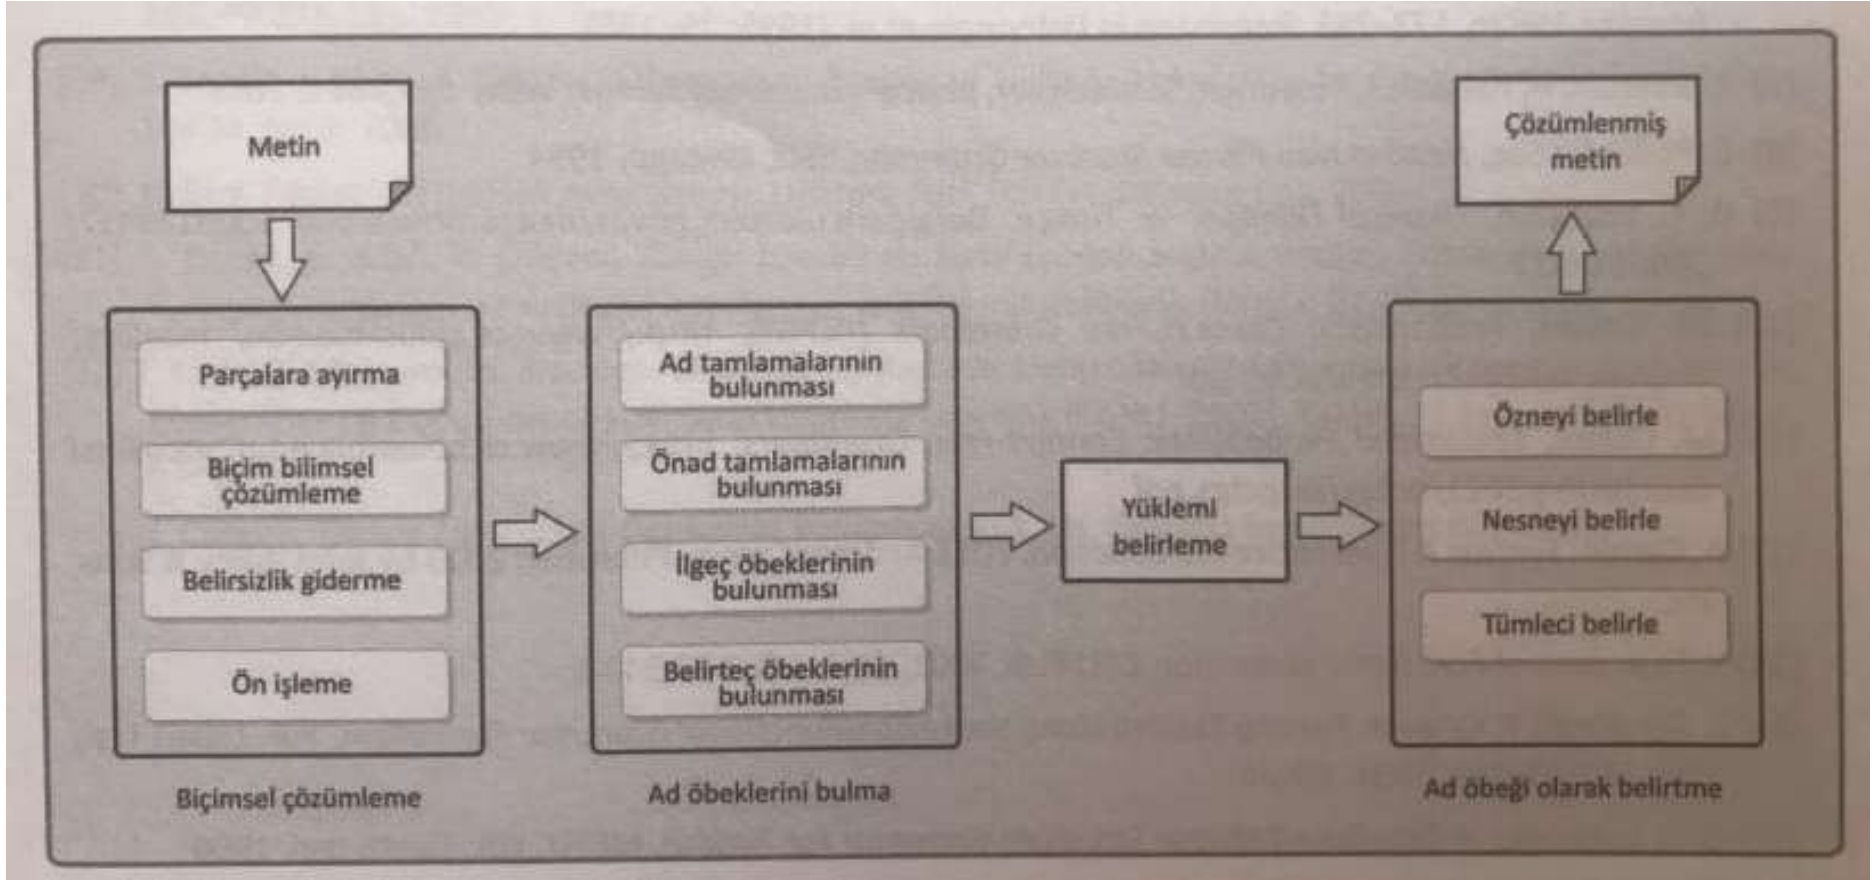 Metin
Parçalara ayırma
Biçim bilimsel
çözümleme
Belirsizlik giderme
Ön işleme
Biçimsel çözümleme
Ad tamlamalarının
bulunması
Önad tamlamalarının
bulunması
İlgeç öbeklerinin
bulunması
Belirteç öbeklerinin
bulunması
Ad öbeklerini bulma
Yüklemi
belirleme
Özneyi belirle
Nesneyi belirle
Tümleci belirle
Ad öbeği olarak belirtme
Çözümlenmiş
metin